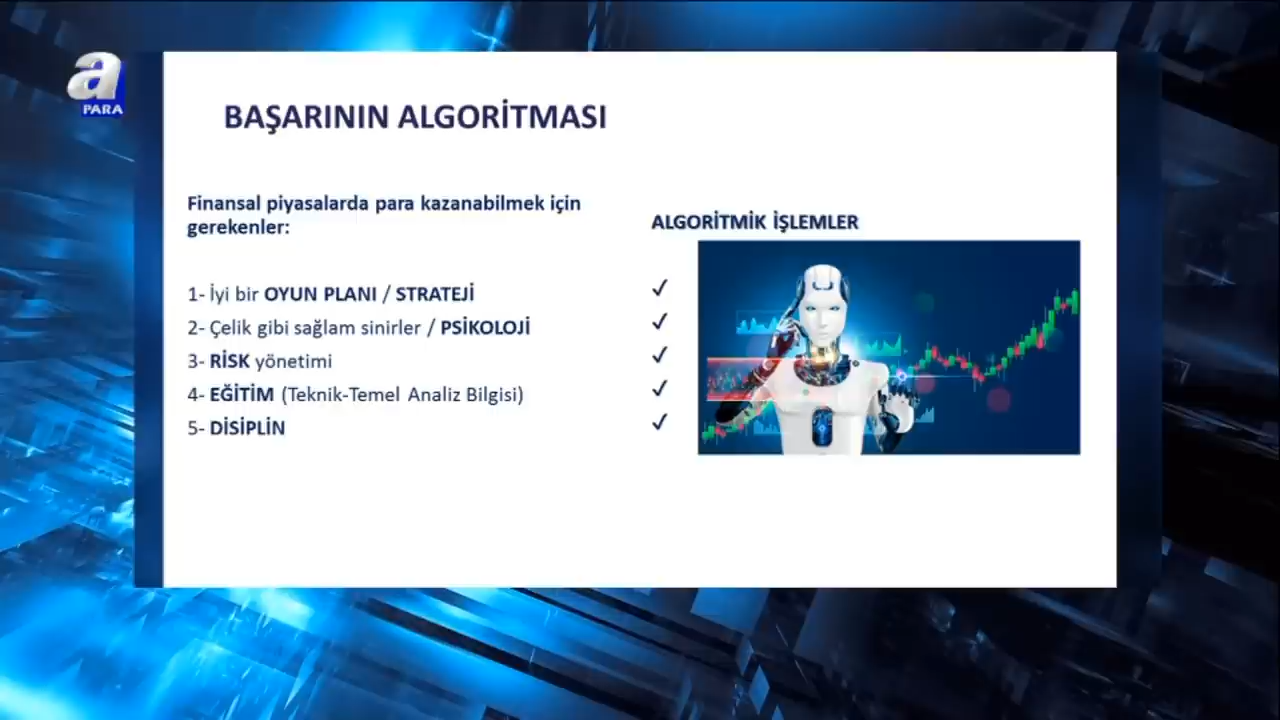 a
PARA
BAŞARININ ALGORİTMASI
Finansal piyasalarda para kazanabilmek için
gerekenler:
ALGORİTMİK İŞLEMLER
1- İyi bir OYUN PLANI / STRATEJİ
2- Çelik gibi sağlam sinirler / PSİKOLOJİ
3- RİSK yönetimi
4- EĞİTİM (Teknik-Temel Analiz Bilgisi)
5- DİSİPLİN